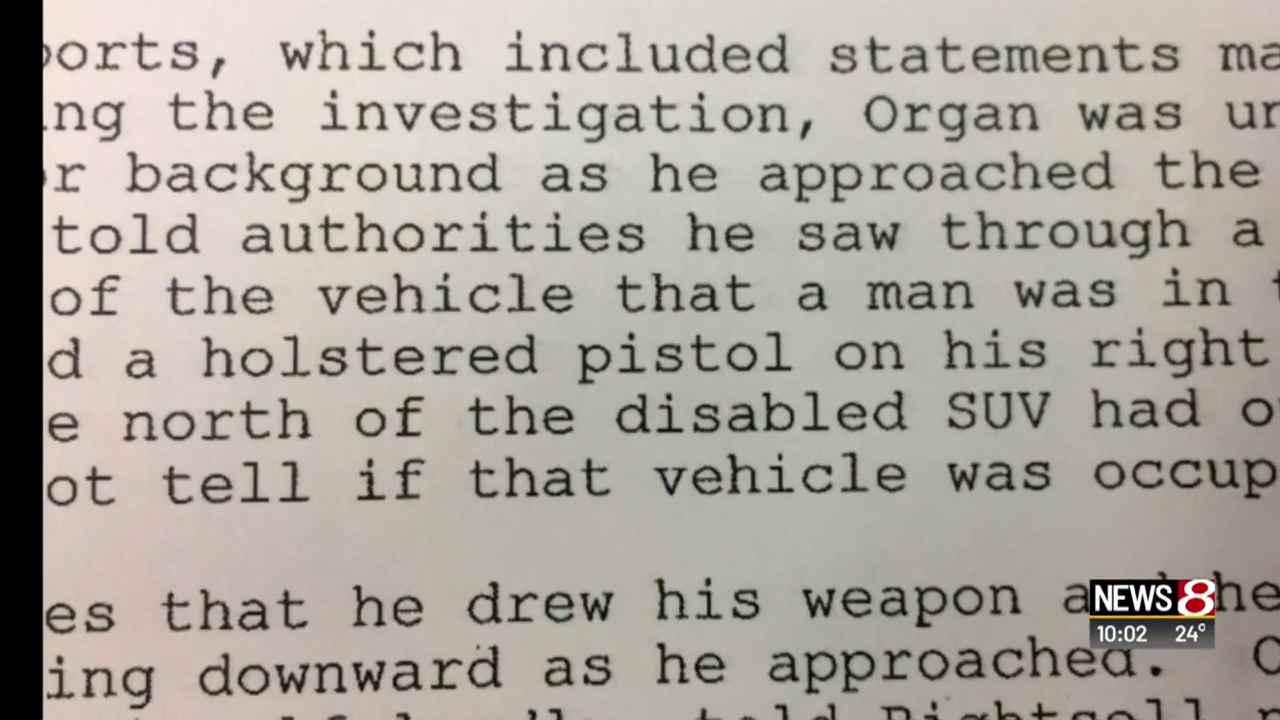 orts, which included statements ma
ng the investigation, Organ was un
r background as he approached the
told authorities he saw through a
of the vehicle that a man was in
d a holstered pistol on his right
e north of the disabled SUV had o
ot tell if that vehicle was occup
es that he drew his weapon a he
ing downward as he approached. O
told
NEWS 8
10:02 24°